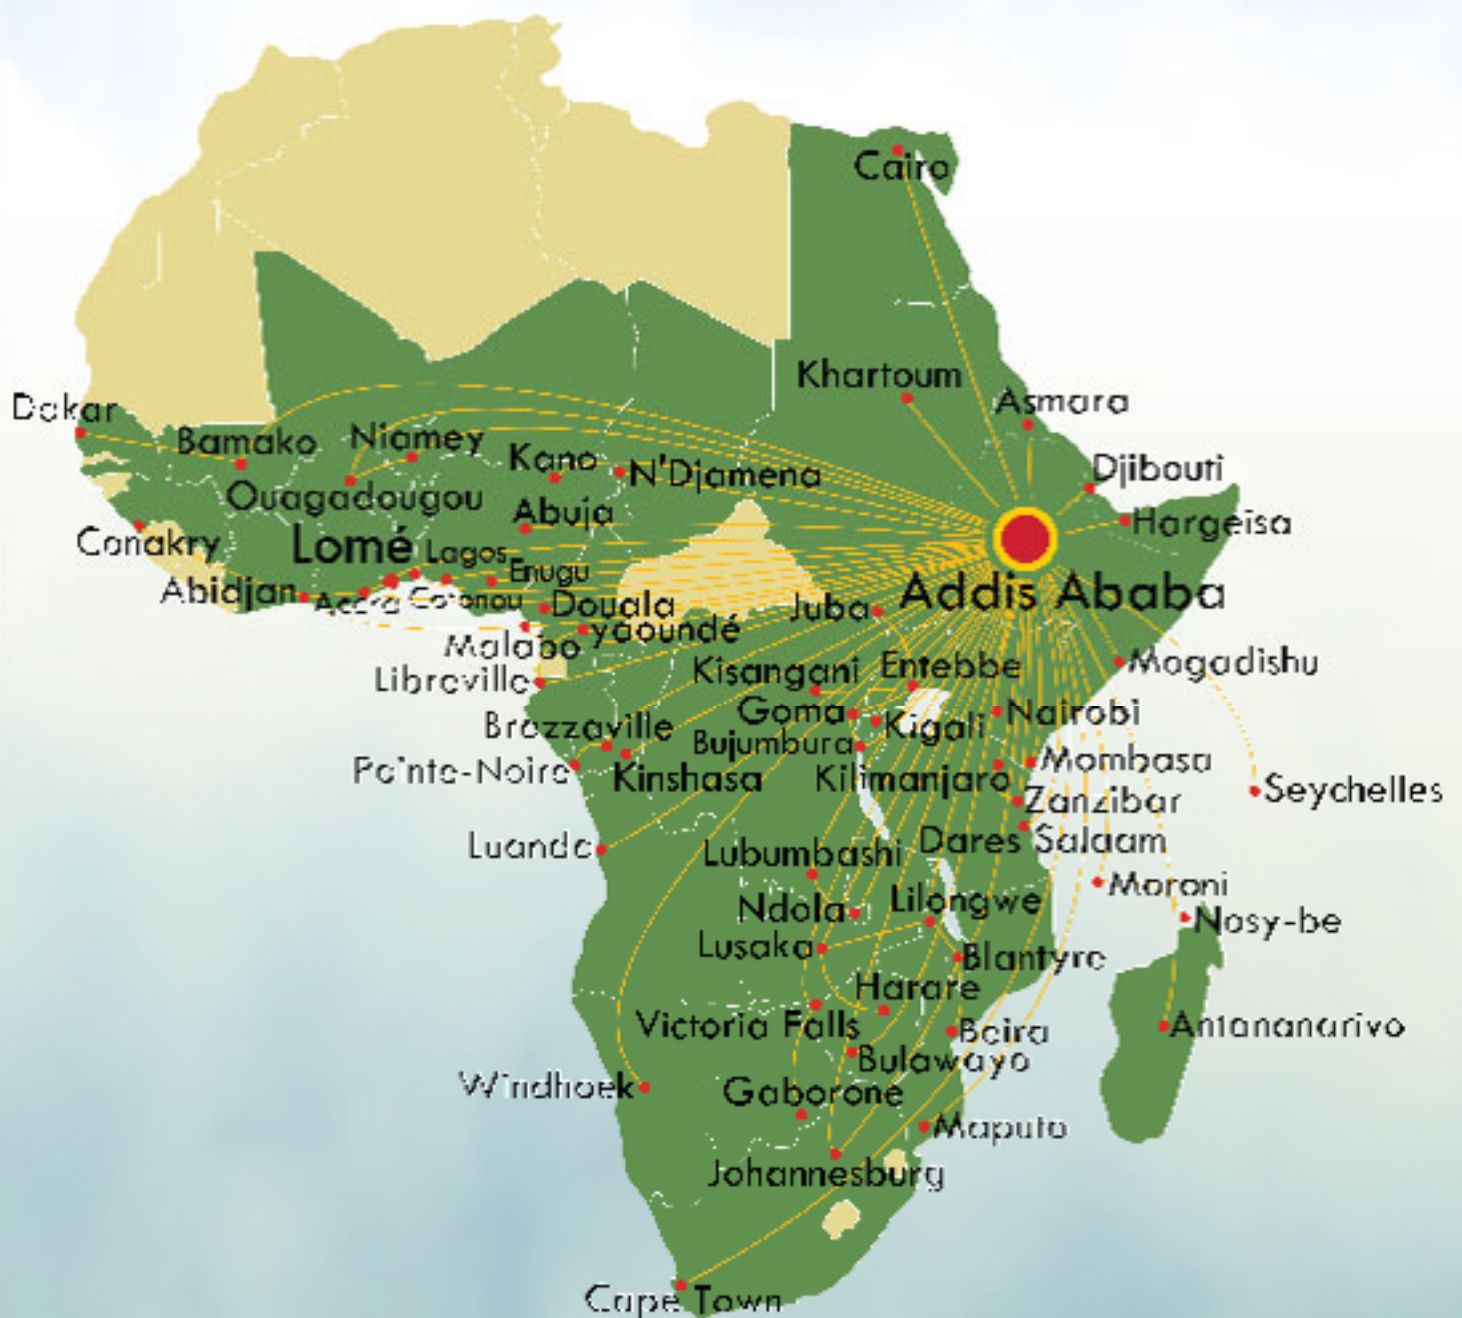 Cairo
Khartoum
Asmara
Dakar
Bamako
Niamey
Kano
N'Djamena
Djibouti
Ouagadougou
Abuja
Hargeisa
Conakry
Lomé
Lagos
Enugu
Abidjan
Accra
Cotonou
Douala
Juba
Addis Ababa
Malabo
yaoundé
Libreville
Kisangani
Entebbe
Mogadishu
Goma
Kigali
Nairobi
Brazzaville
Bujumbura
Pointe-Noire
Kinshasa
Kilimanjaro
Mombasa
Zanzibar
Seychelles
Luanda
Lubumbashi
Dares Salaam
Ndola
Lilongwe
Moroni
Nosy-be
Lusaka
Blantyre
Harare
Victoria Falls
Beira
Antananarivo
Bulawayo
Windhoek
Gaborone
Maputo
Johannesburg
Cape Town